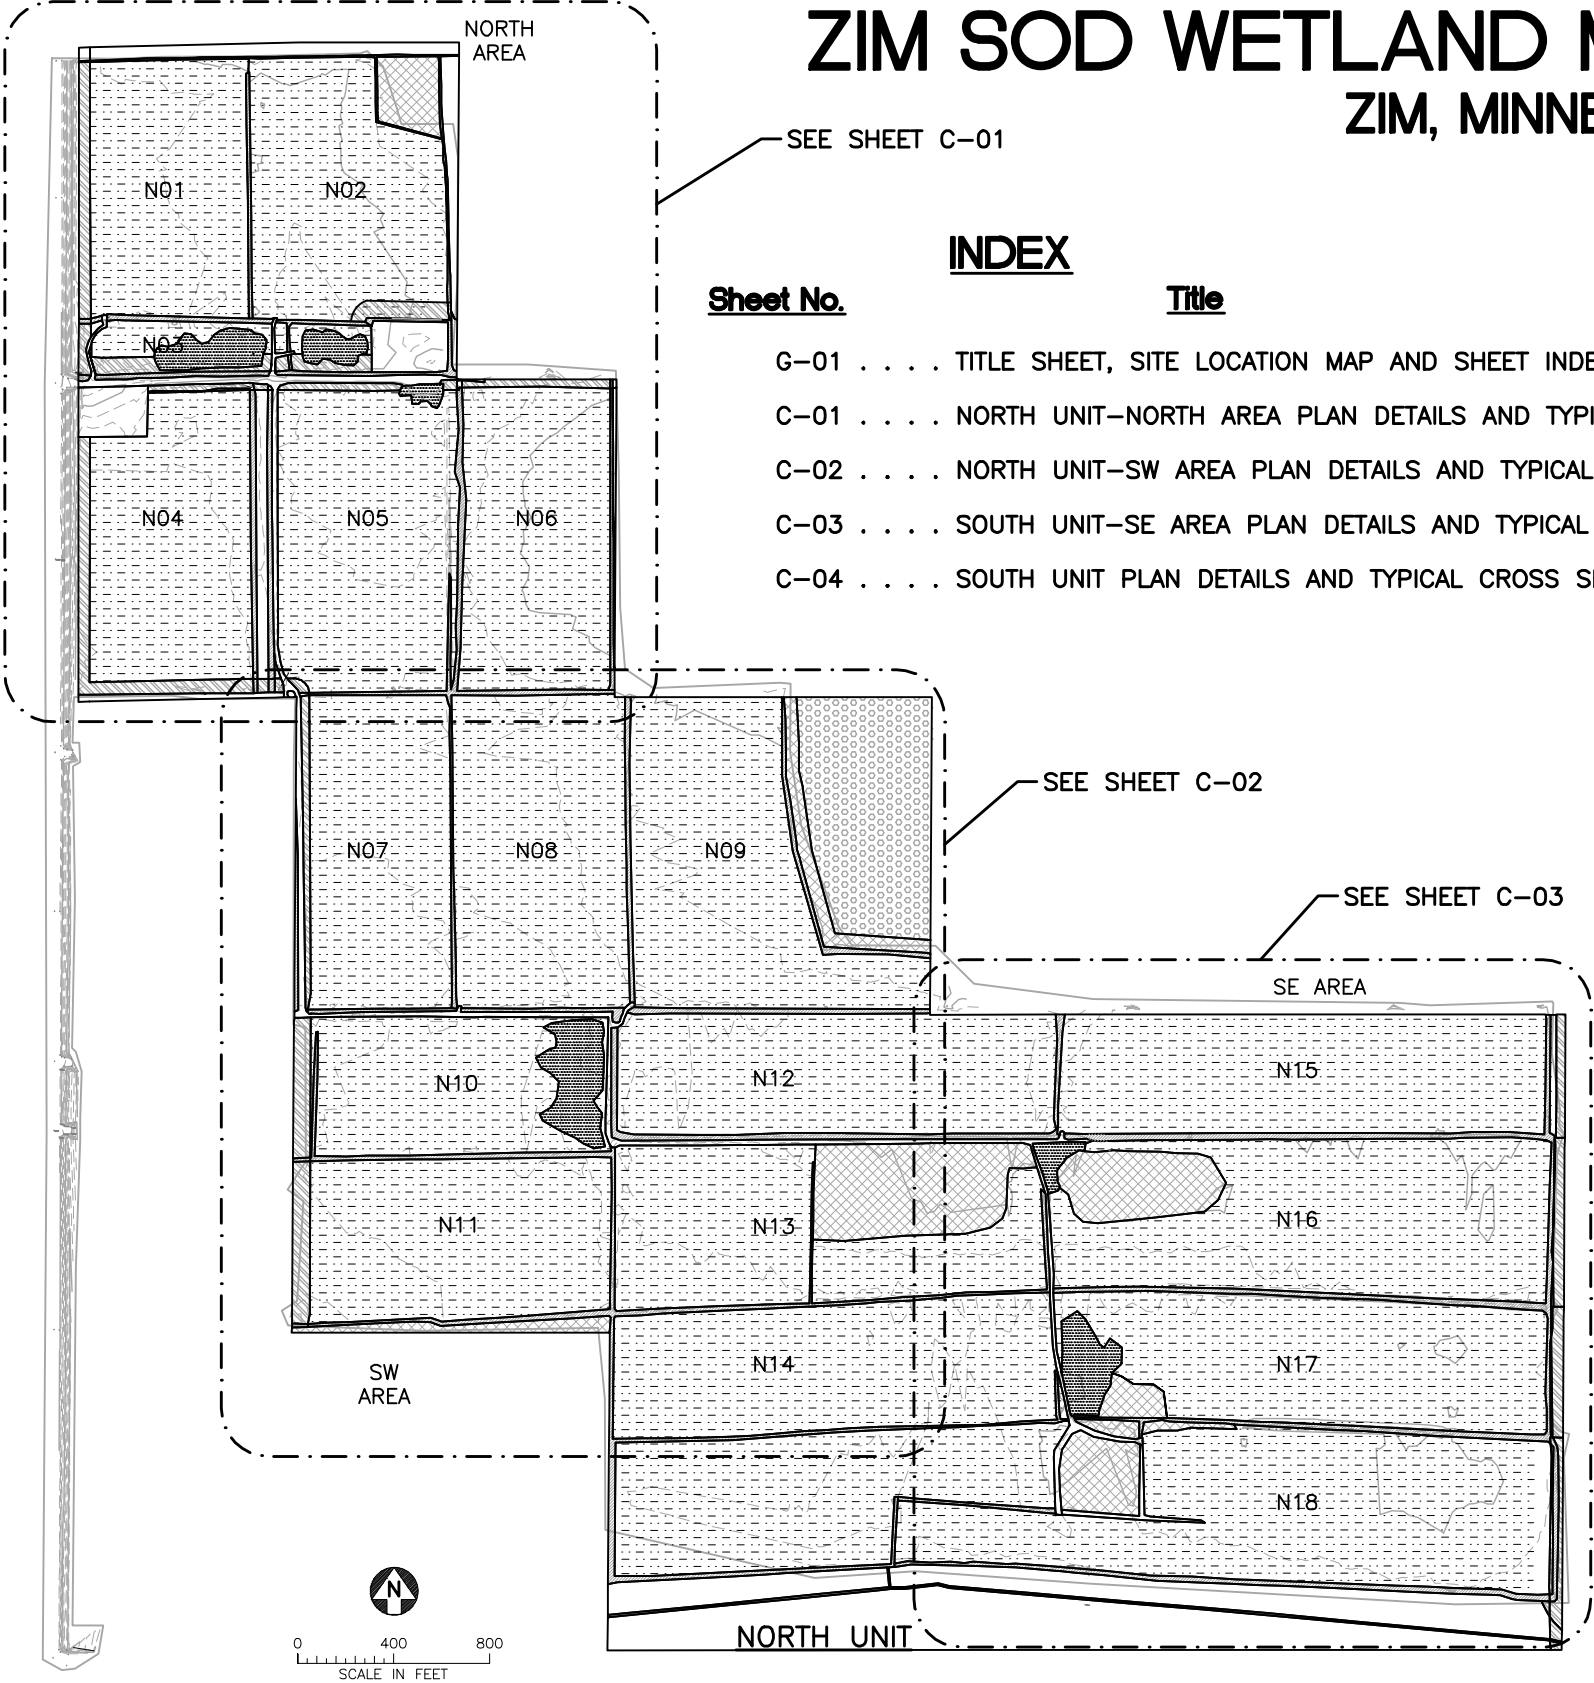 NORTH
AREA
ZIM SOD WETLAND
ZIM,
SEE SHEET C-01
N01
N02
INDEX
Sheet No.
Title
N03
G-01 . . . . TITLE SHEET, SITE LOCATION MAP AND SHEET
C-01 . . . . NORTH UNIT-NORTH AREA PLAN DETAILS AND
C-02 . . . . NORTH UNIT-SW AREA PLAN DETAILS AND TYPICAL
C-03 . . . . SOUTH UNIT-SE AREA PLAN DETAILS AND TYPICAL
C-04 . . . . SOUTH UNIT PLAN DETAILS AND TYPICAL CROSS
N04
N05
N06
SEE SHEET C-02
N07
N08
N09
SEE SHEET C-03
SE AREA
N10
N12
N15
N11
N13
N16
SW
AREA
N14
N17
N18
N
0 400 800
SCALE IN FEET
NORTH UNIT